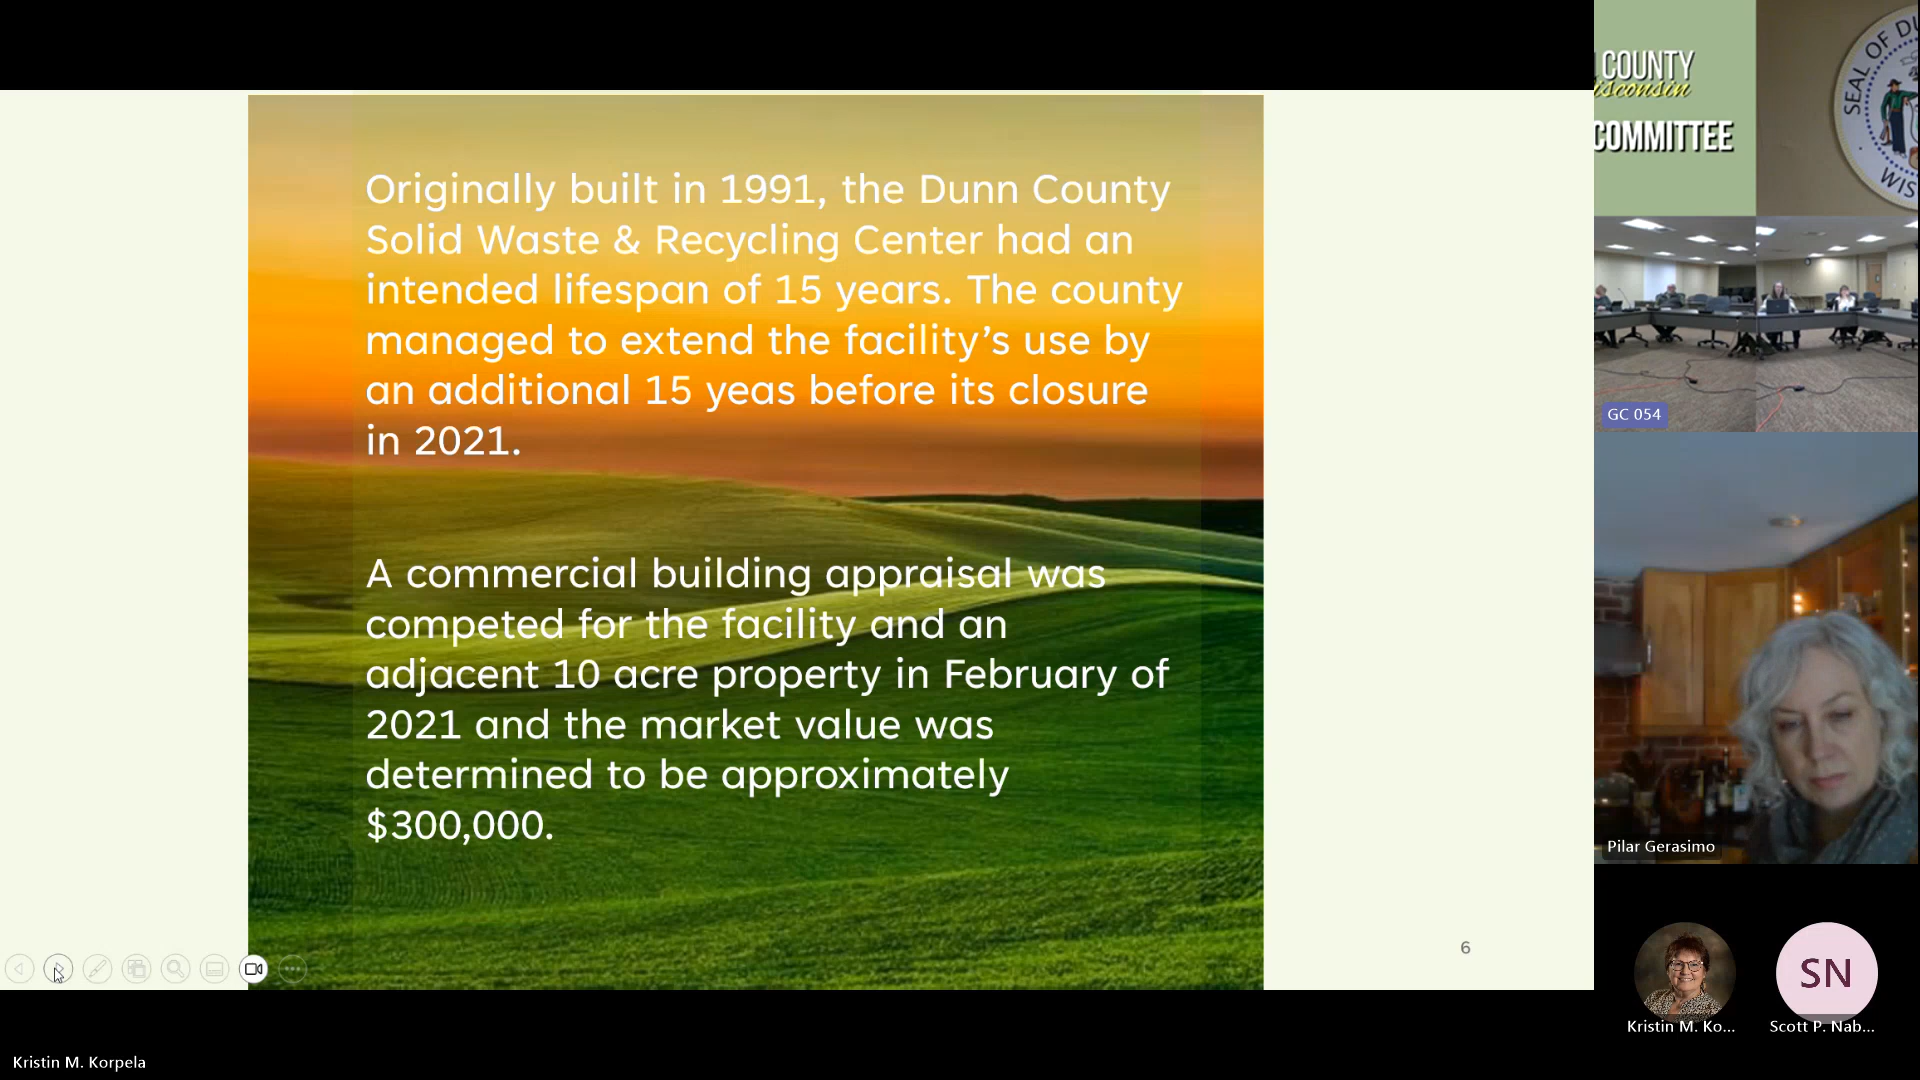 Originally built in 1991, the Dunn County
Solid Waste & Recycling Center had an
intended lifespan of 15 years. The county
managed to extend the facility’s use by
an additional 15 yeas before its closure
in 2021.
A commercial building appraisal was
competed for the facility and an
adjacent 10 acre property in February of
2021 and the market value was
determined to be approximately
$300,000.
6
Kristin M. Korpela
COUNTY
isconsin
COMMITTEE
SEAL OF DU
WIS
GC 054
Pilar Gerasimo
SN
Kristin M. Ko...
Scott P. Nab...